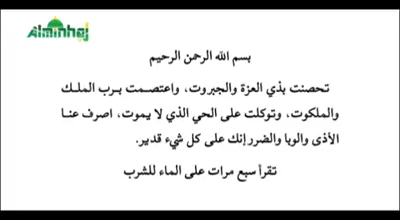 Alminhaj
بسم الله الرحمن الرحيم
تحصنت بذي العزة والجبروت، واعتصمت برب الملك
والملكوت، وتوكلت على الحي الذي لا يموت، اصرف عنا
الأذى والوبا والضرر إنك على كل شيء قدير.
تقرأ سبع مرات على الماء للشرب